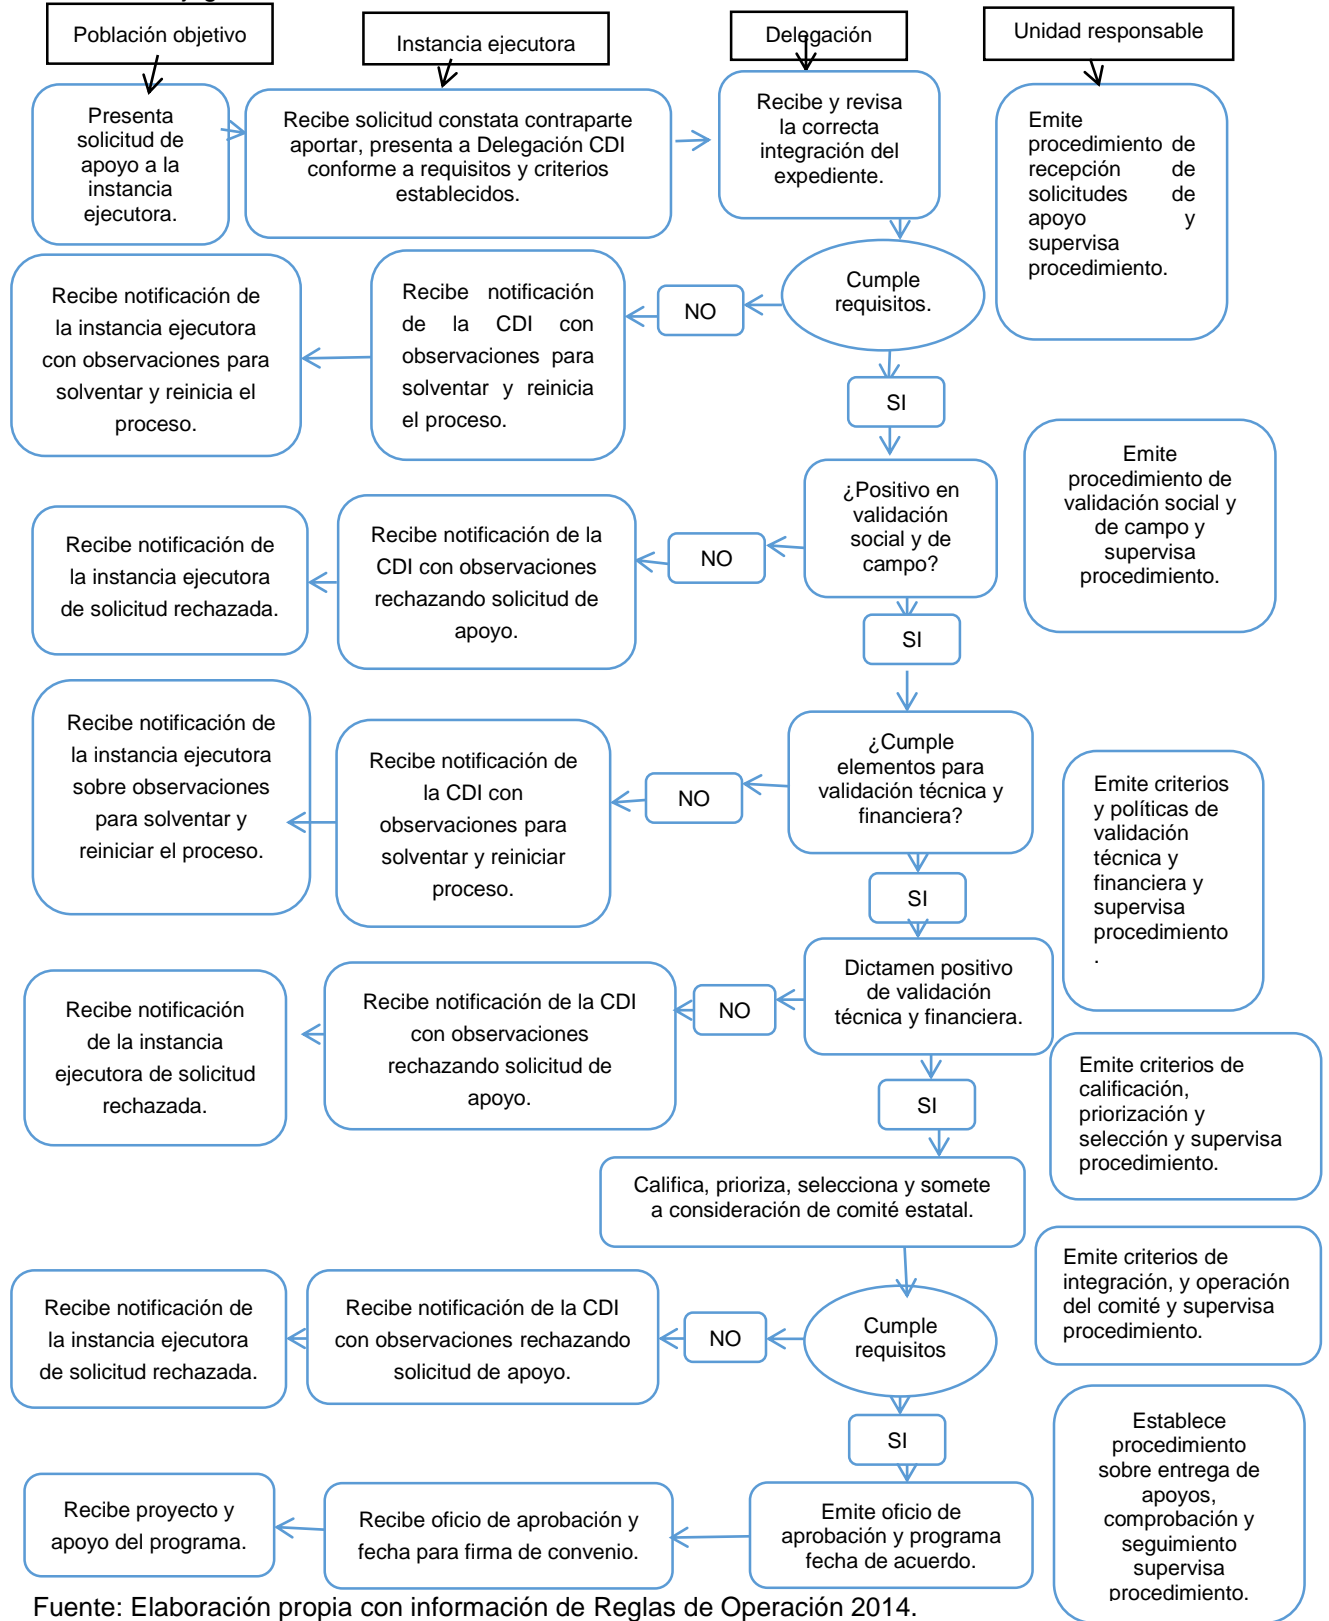 Población objetivo
Instancia ejecutora
Delegación
Unidad responsable
Presenta
solicitud de
apoyo a la
instancia
ejecutora.
Recibe solicitud constata contraparte
aportar, presenta a Delegación CDI
conforme a requisitos y criterios
establecidos.
Recibe y revisa
la correcta
integración del
expediente.
Emite
procedimiento de
recepción de
solicitudes de
apoyo y
supervisa
procedimiento.
Cumple
requisitos.
NO
Recibe notificación
de la CDI con
observaciones para
solventar y reinicia
el proceso.
Recibe notificación de
la instancia ejecutora
con observaciones para
solventar y reinicia el
proceso.
SI
¿Positivo en
validación
social y de
campo?
Emite
procedimiento de
validación social y
de campo y
supervisa
procedimiento.
NO
Recibe notificación de la
CDI con observaciones
rechazando solicitud de
apoyo.
Recibe notificación de
la instancia ejecutora
de solicitud rechazada.
SI
¿Cumple
elementos para
validación técnica y
financiera?
Emite criterios
y políticas de
validación
técnica y
financiera y
supervisa
procedimiento
.
NO
Recibe notificación de
la CDI con
observaciones para
solventar y reiniciar
proceso.
Recibe notificación de
la instancia ejecutora
sobre observaciones
para solventar y
reiniciar el proceso.
SI
Dictamen positivo
de validación
técnica y financiera.
NO
Recibe notificación de la CDI
con observaciones
rechazando solicitud de
apoyo.
Recibe notificación
de la instancia
ejecutora de solicitud
rechazada.
Emite criterios de
calificación,
priorización y
selección y supervisa
procedimiento.
SI
Califica, prioriza, selecciona y somete
a consideración de comité estatal.
Emite criterios de
integración, y operación
del comité y supervisa
procedimiento.
Cumple
requisitos
NO
Recibe notificación de la CDI
con observaciones rechazando
solicitud de apoyo.
Recibe notificación de
la instancia ejecutora
de solicitud rechazada.
SI
Emite oficio de
aprobación y programa
fecha de acuerdo.
Recibe oficio de aprobación y
fecha para firma de convenio.
Recibe proyecto y
apoyo del programa.
Establece
procedimiento
sobre entrega de
apoyos,
comprobación y
seguimiento
supervisa
procedimiento.
Fuente: Elaboración propia con información de Reglas de Operación 2014.